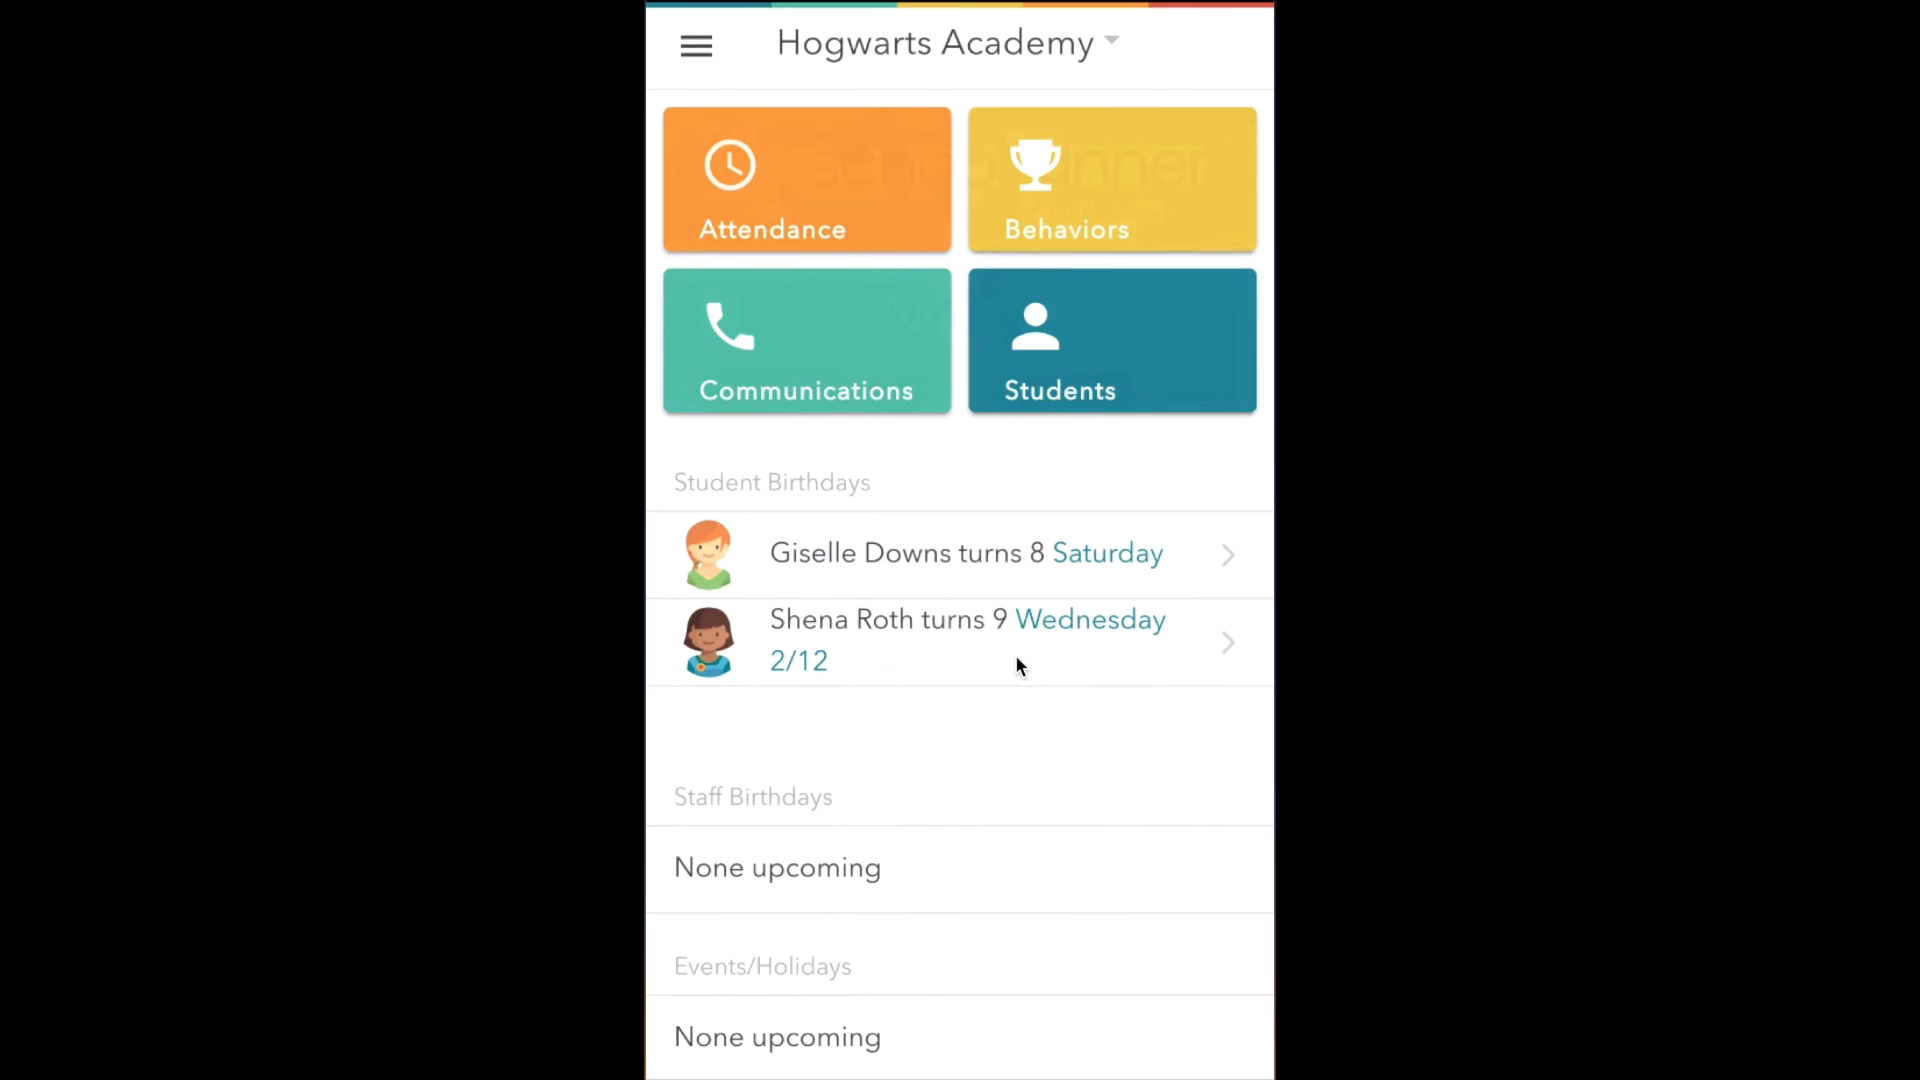 Hogwarts Academy
Attendance
Behaviors
Communications
Students
Student Birthdays
Giselle Downs turns 8 Saturday
Shena Roth turns 9 Wednesday
2/12
Staff Birthdays
None upcoming
Events/Holidays
None upcoming